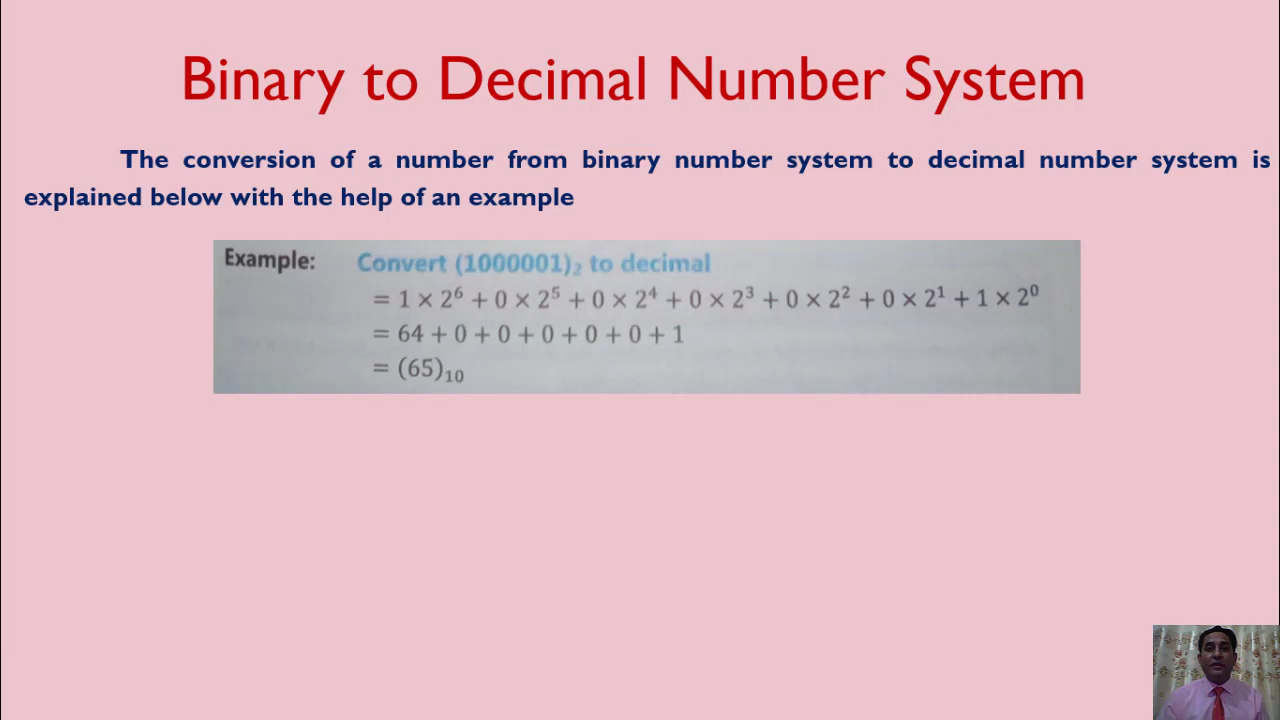 Binary to Decimal Number System
The conversion of a number from binary number system to decimal number system is
explained below with the help of an example
Example: Convert (1000001)₂ to decimal
= 1 × 2⁶ + 0 × 2⁵ + 0 × 2⁴ + 0 × 2³ + 0 × 2² + 0 × 2¹ + 1 × 2⁰
= 64 + 0 + 0 + 0 + 0 + 0 + 1
= (65)₁₀